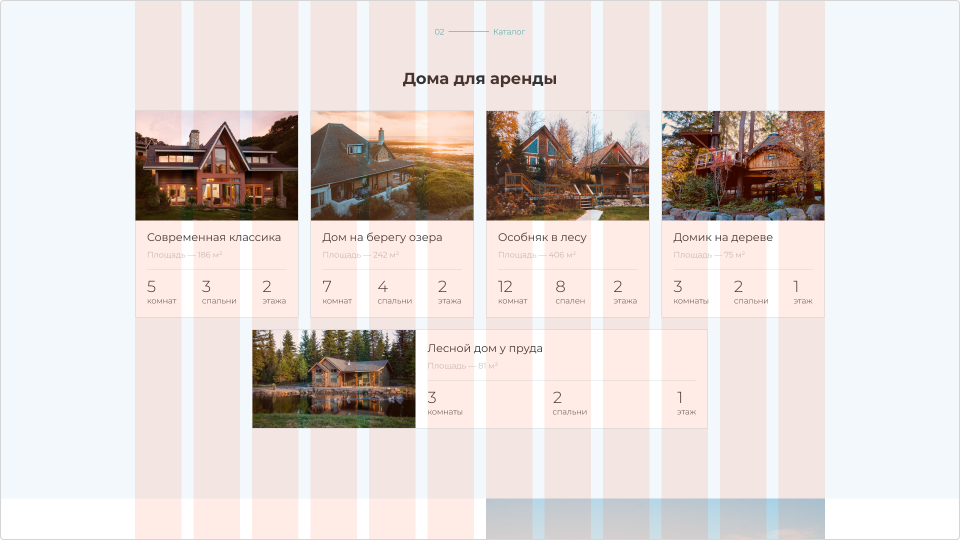 02 Каталог
Дома для аренды
Современная классика
Площадь — 186 м²
5 3 2
комнат спальни этажа
Дом на берегу озера
Площадь — 242 м²
7 4 2
комнат спальни этажа
Особняк в лесу
Площадь — 406 м²
12 8 2
комнат спален этажа
Домик на дереве
Площадь — 75 м²
3 2 1
комнаты спальни этаж
Лесной дом у пруда
Площадь — 81 м²
3 2 1
комнаты спальни этаж